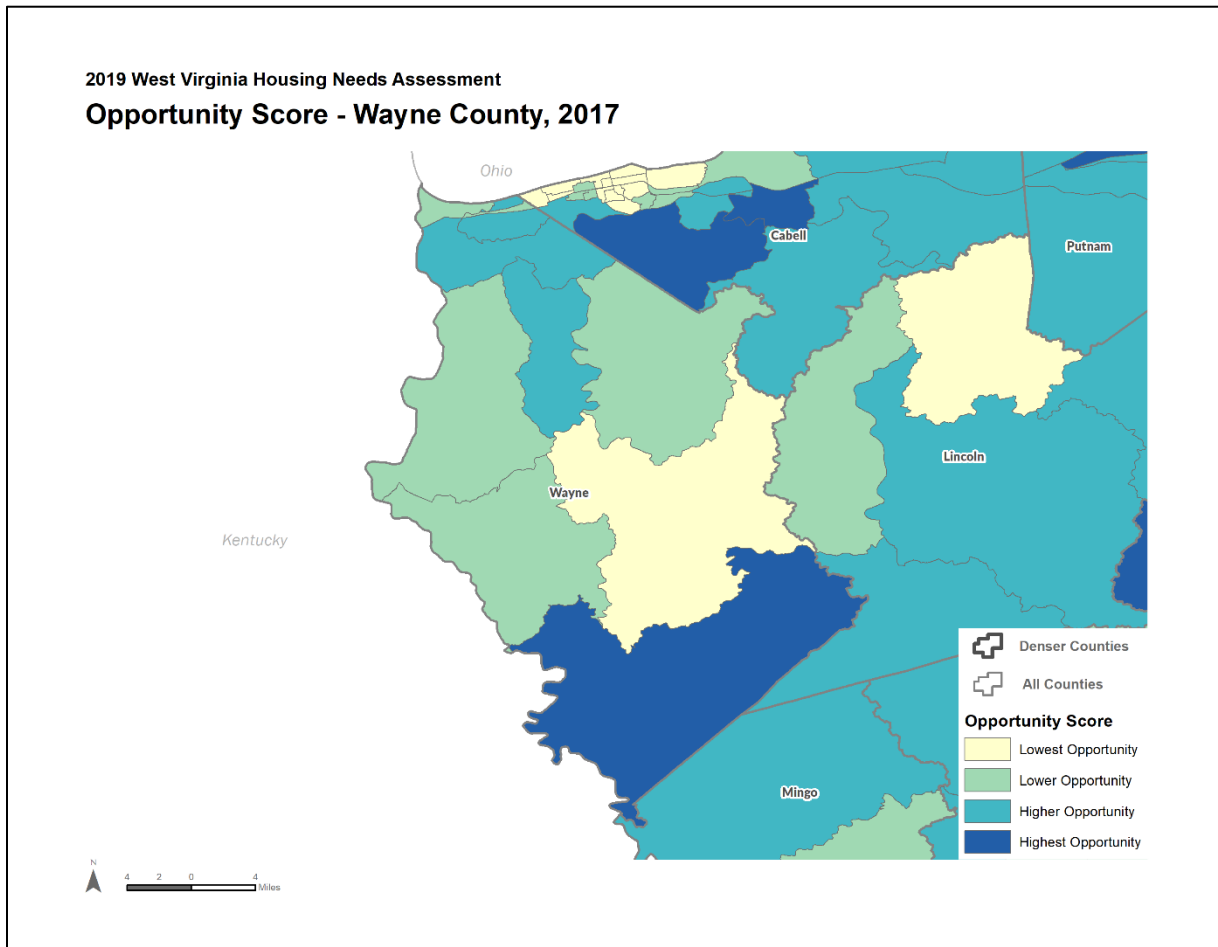 2019 West Virginia Housing Needs Assessment
Opportunity Score - Wayne County, 2017
Ohio
Cabell
Putnam
Lincoln
Wayne
Kentucky
Mingo
Denser Counties
All Counties
Opportunity Score
Lowest Opportunity
Lower Opportunity
Higher Opportunity
Highest Opportunity
N
4 2 0 4
Miles